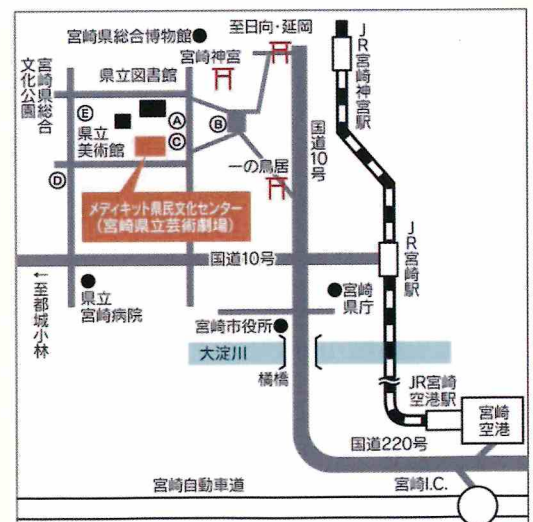 至日向・延岡
宮崎県総合博物館
JR宮崎神宮駅
宮崎神宮
宮崎県総合
文化公園
県立図書館
Ⓔ
Ⓐ
Ⓑ
国道10号
県立
美術館
Ⓒ
一の鳥居
Ⓓ
メディキット県民文化センター
(宮崎県立芸術劇場)
JR宮崎駅
国道10号
←至都城小林
県立
宮崎病院
宮崎
県庁
宮崎市役所
大淀川
橘橋
JR宮崎
空港駅
宮崎
空港
国道220号
宮崎自動車道
宮崎I.C.